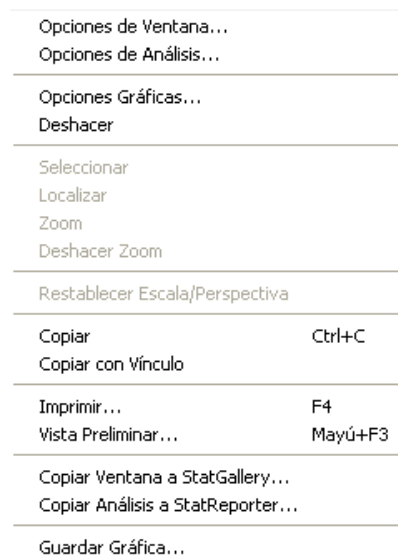 Opciones de Ventana...
Opciones de Análisis...
Opciones Gráficas...
Deshacer
Seleccionar
Localizar
Zoom
Deshacer Zoom
Restablecer Escala/Perspectiva
Copiar Ctrl+C
Copiar con Vínculo
Imprimir... F4
Vista Preliminar... Mayú+F3
Copiar Ventana a StatGallery...
Copiar Análisis a StatReporter...
Guardar Gráfica...